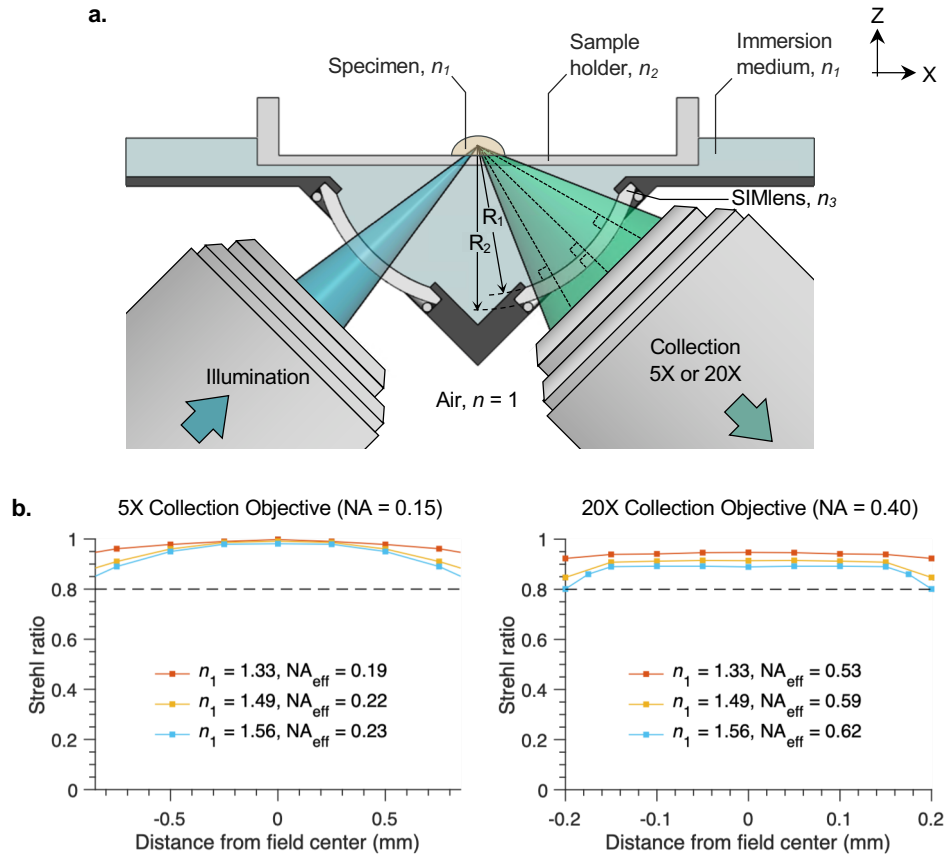 a.
Z
X
Specimen, n₁
Sample
holder, n₂
Immersion
medium, n₁
SIMlens, n₃
R₁
R₂
Illumination
Collection
5X or 20X
Air, n = 1
b.
5X Collection Objective (NA = 0.15)
Strehl ratio
1
0.8
0.6
0.4
0.2
0
n₁ = 1.33, NAeff = 0.19
n₁ = 1.49, NAeff = 0.22
n₁ = 1.56, NAeff = 0.23
-0.5 0 0.5
Distance from field center (mm)
20X Collection Objective (NA = 0.40)
Strehl ratio
1
0.8
0.6
0.4
0.2
0
n₁ = 1.33, NAeff = 0.53
n₁ = 1.49, NAeff = 0.59
n₁ = 1.56, NAeff = 0.62
-0.2 -0.1 0 0.1 0.2
Distance from field center (mm)